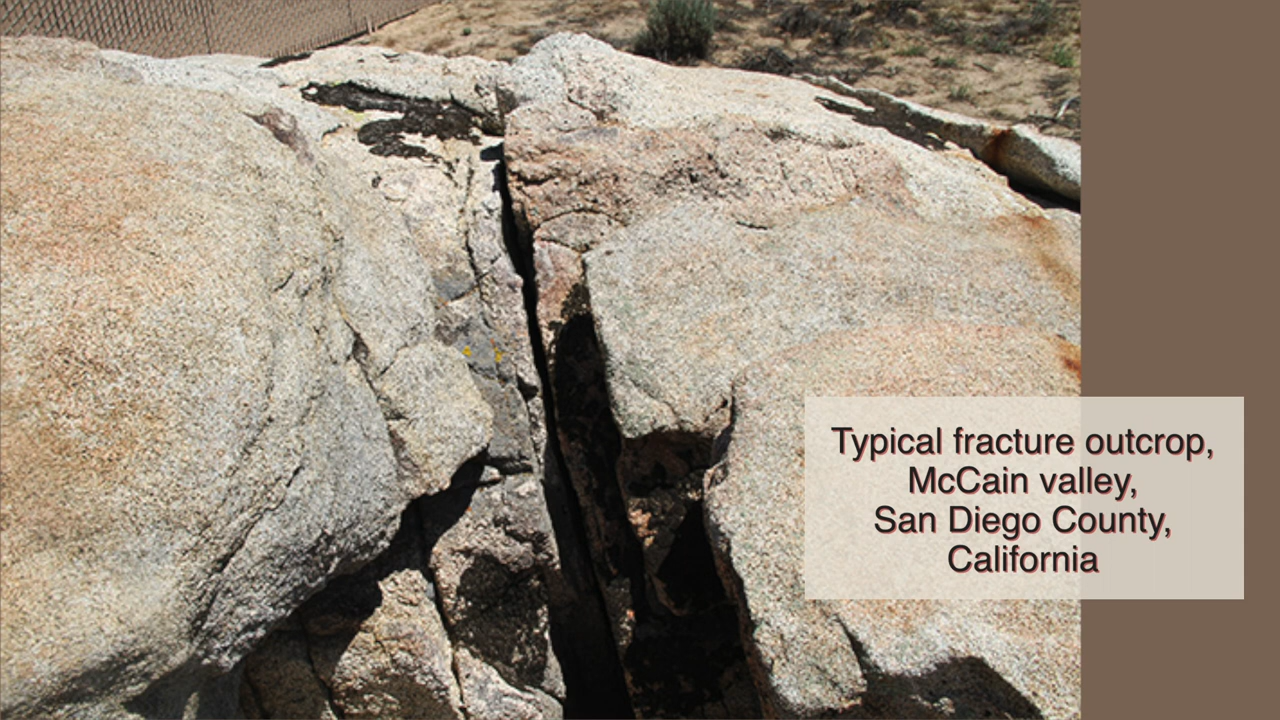 Typical fracture outcrop,
McCain valley,
San Diego County,
California